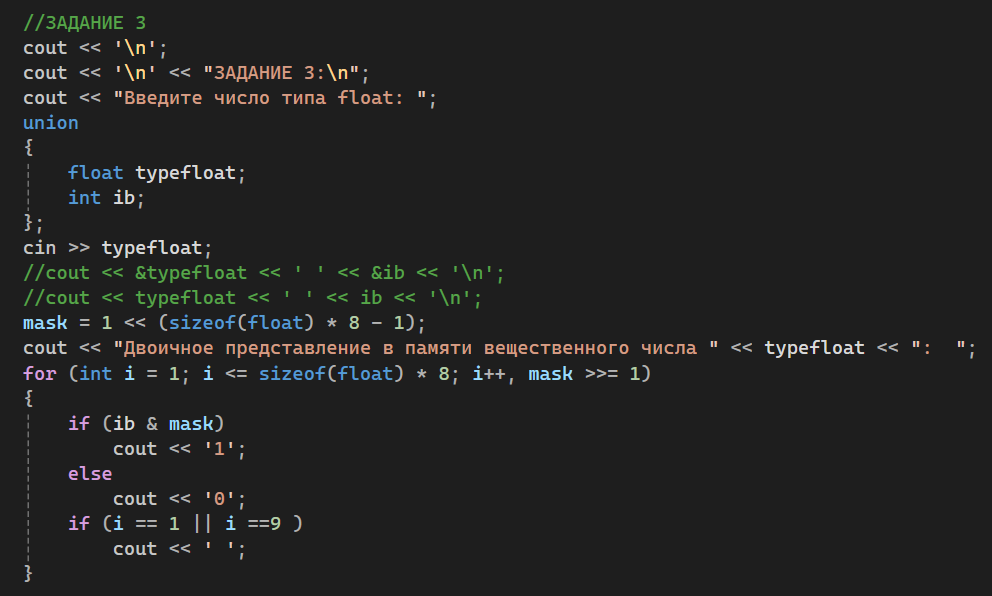 //ЗАДАНИЕ 3
cout << '\n';
cout << '\n' << "ЗАДАНИЕ 3:\n";
cout << "Введите число типа float: ";
union
{
    float typefloat;
    int ib;
};
cin >> typefloat;
//cout << &typefloat << ' ' << &ib << '\n';
//cout << typefloat << ' ' << ib << '\n';
mask = 1 << (sizeof(float) * 8 - 1);
cout << "Двоичное представление в памяти вещественного числа " << typefloat << ":  ";
for (int i = 1; i <= sizeof(float) * 8; i++, mask >>= 1)
{
    if (ib & mask)
        cout << '1';
    else
        cout << '0';
    if (i == 1 || i ==9 )
        cout << ' ';
}